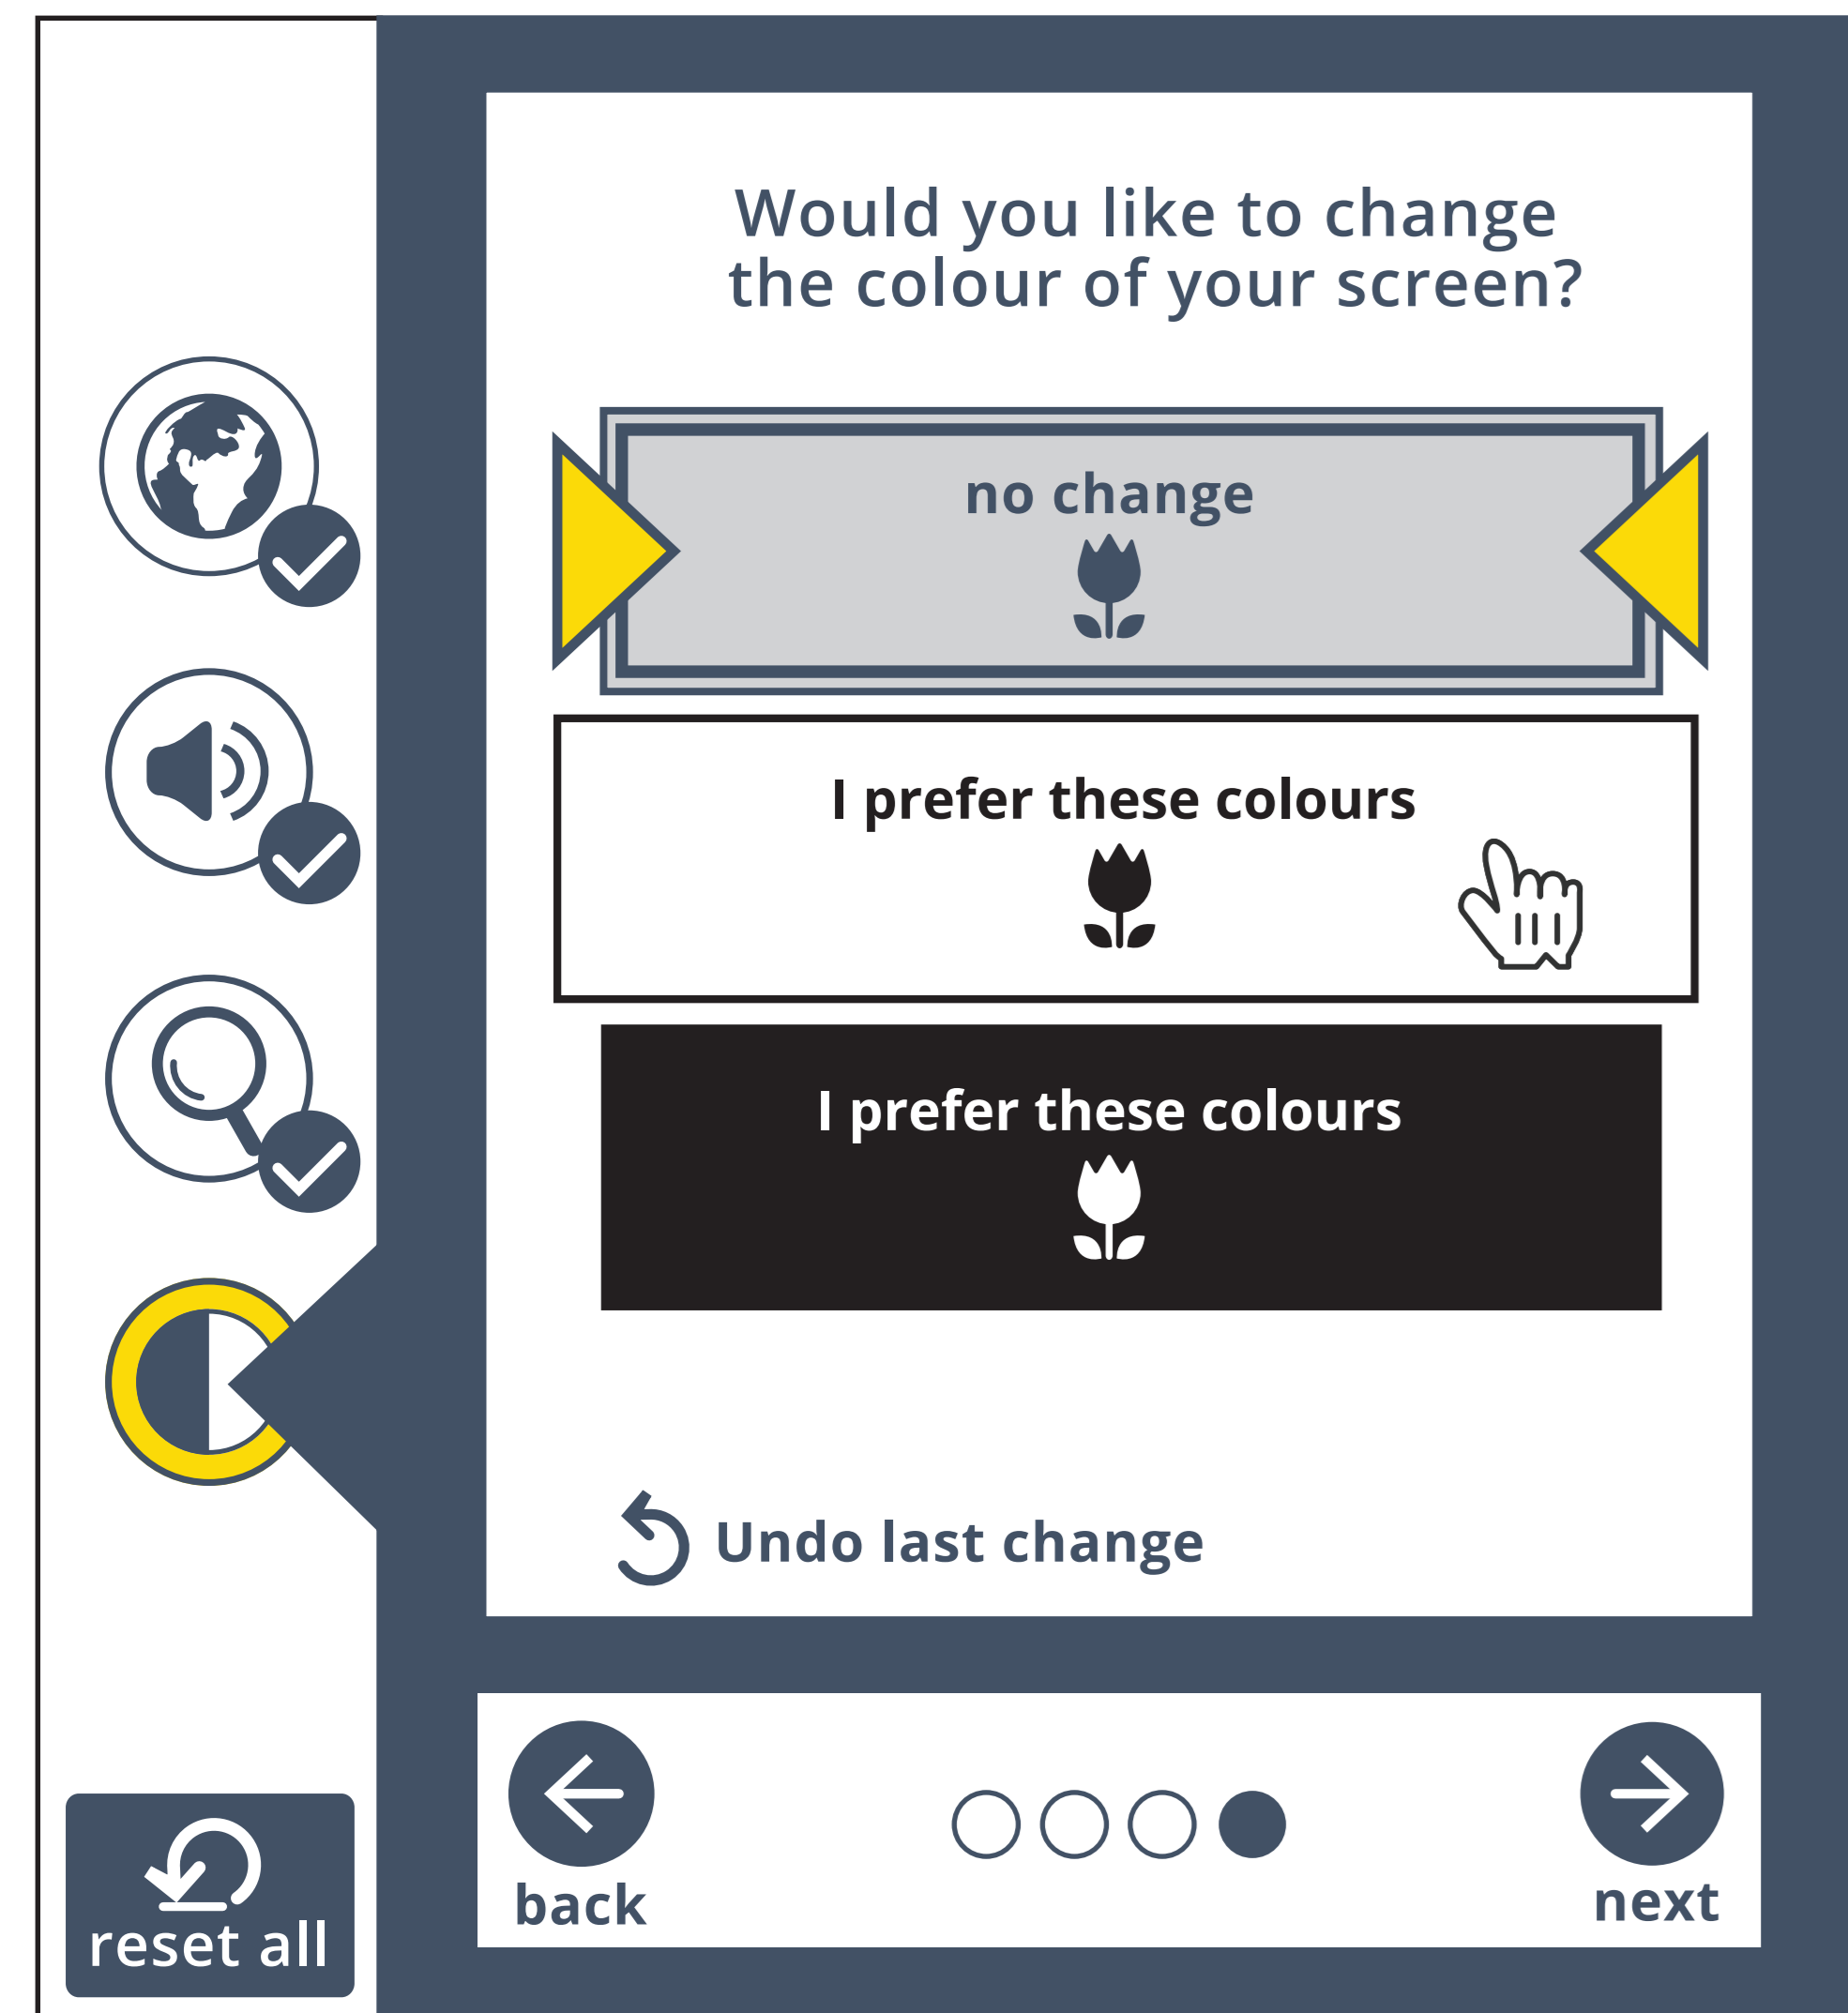 Would you like to change
the colour of your screen?
no change
I prefer these colours
I prefer these colours
Undo last change
back
next
reset all